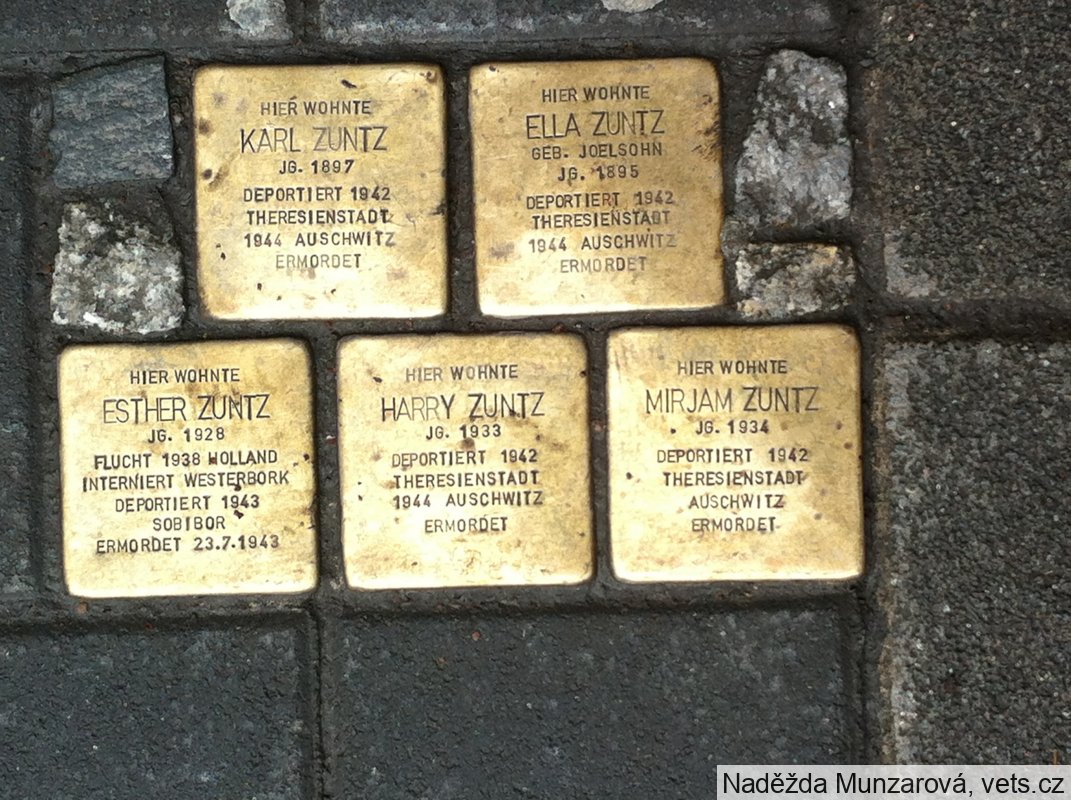 HIER WOHNTE
KARL ZUNTZ
JG. 1897
DEPORTIERT 1942
THERESIENSTADT
1944 AUSCHWITZ
ERMORDET
HIER WOHNTE
ELLA ZUNTZ
GEB. JOELSOHN
JG. 1895
DEPORTIERT 1942
THERESIENSTADT
1944 AUSCHWITZ
ERMORDET
HIER WOHNTE
ESTHER ZUNTZ
JG. 1928
FLUCHT 1938 HOLLAND
INTERNIERT WESTERBORK
DEPORTIERT 1943
SOBIBOR
ERMORDET 23.7.1943
HIER WOHNTE
HARRY ZUNTZ
JG. 1933
DEPORTIERT 1942
THERESIENSTADT
1944 AUSCHWITZ
ERMORDET
HIER WOHNTE
MIRJAM ZUNTZ
JG. 1934
DEPORTIERT 1942
THERESIENSTADT
AUSCHWITZ
ERMORDET
Naděžda Munzarová, vets.cz